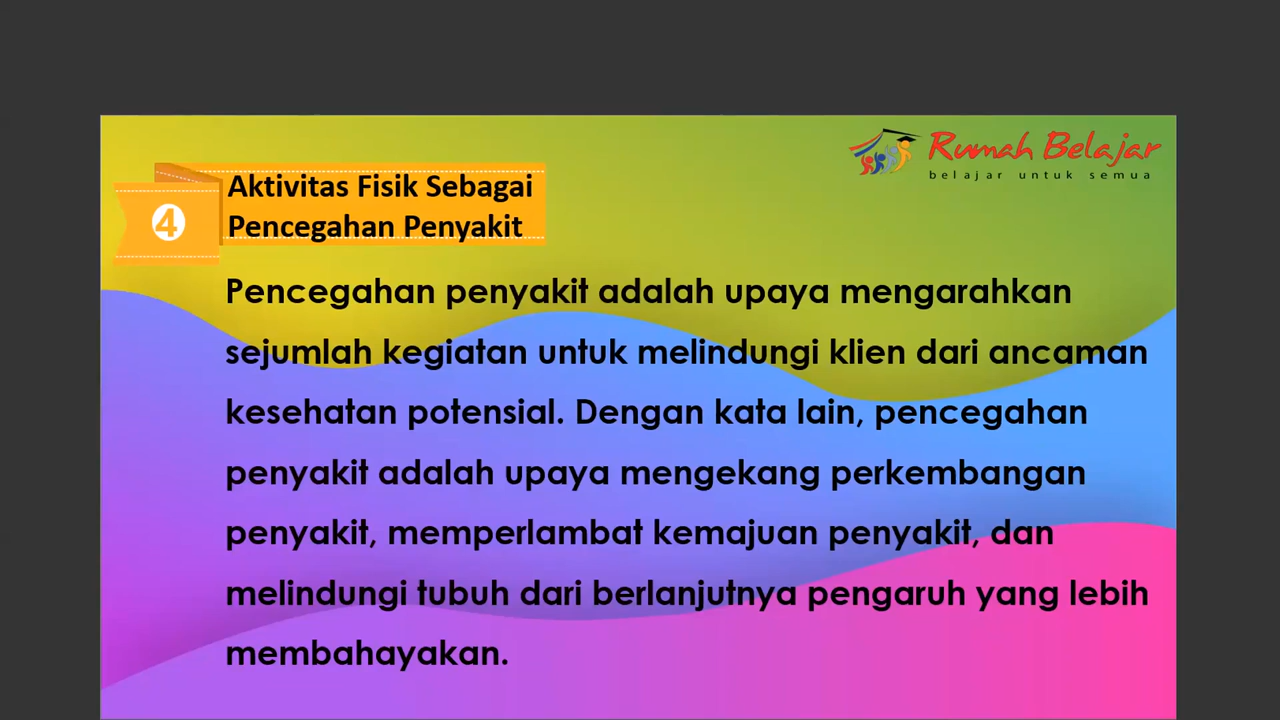 Rumah Belajar
belajar untuk semua
4
Aktivitas Fisik Sebagai
Pencegahan Penyakit
Pencegahan penyakit adalah upaya mengarahkan
sejumlah kegiatan untuk melindungi klien dari ancaman
kesehatan potensial. Dengan kata lain, pencegahan
penyakit adalah upaya mengekang perkembangan
penyakit, memperlambat kemajuan penyakit, dan
melindungi tubuh dari berlanjutnya pengaruh yang lebih
membahayakan.